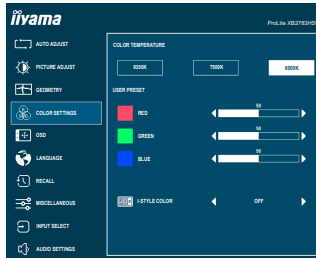 iiyama
ProLite XB2783HS
AUTO ADJUST
COLOR TEMPERATURE
PICTURE ADJUST
9300K
7500K
6500K
GEOMETRY
USER PRESET
50
COLOR SETTINGS
RED
50
OSD
GREEN
50
LANGUAGE
BLUE
RECALL
MISCELLANEOUS
I-STYLE COLOR
OFF
INPUT SELECT
AUDIO SETTINGS